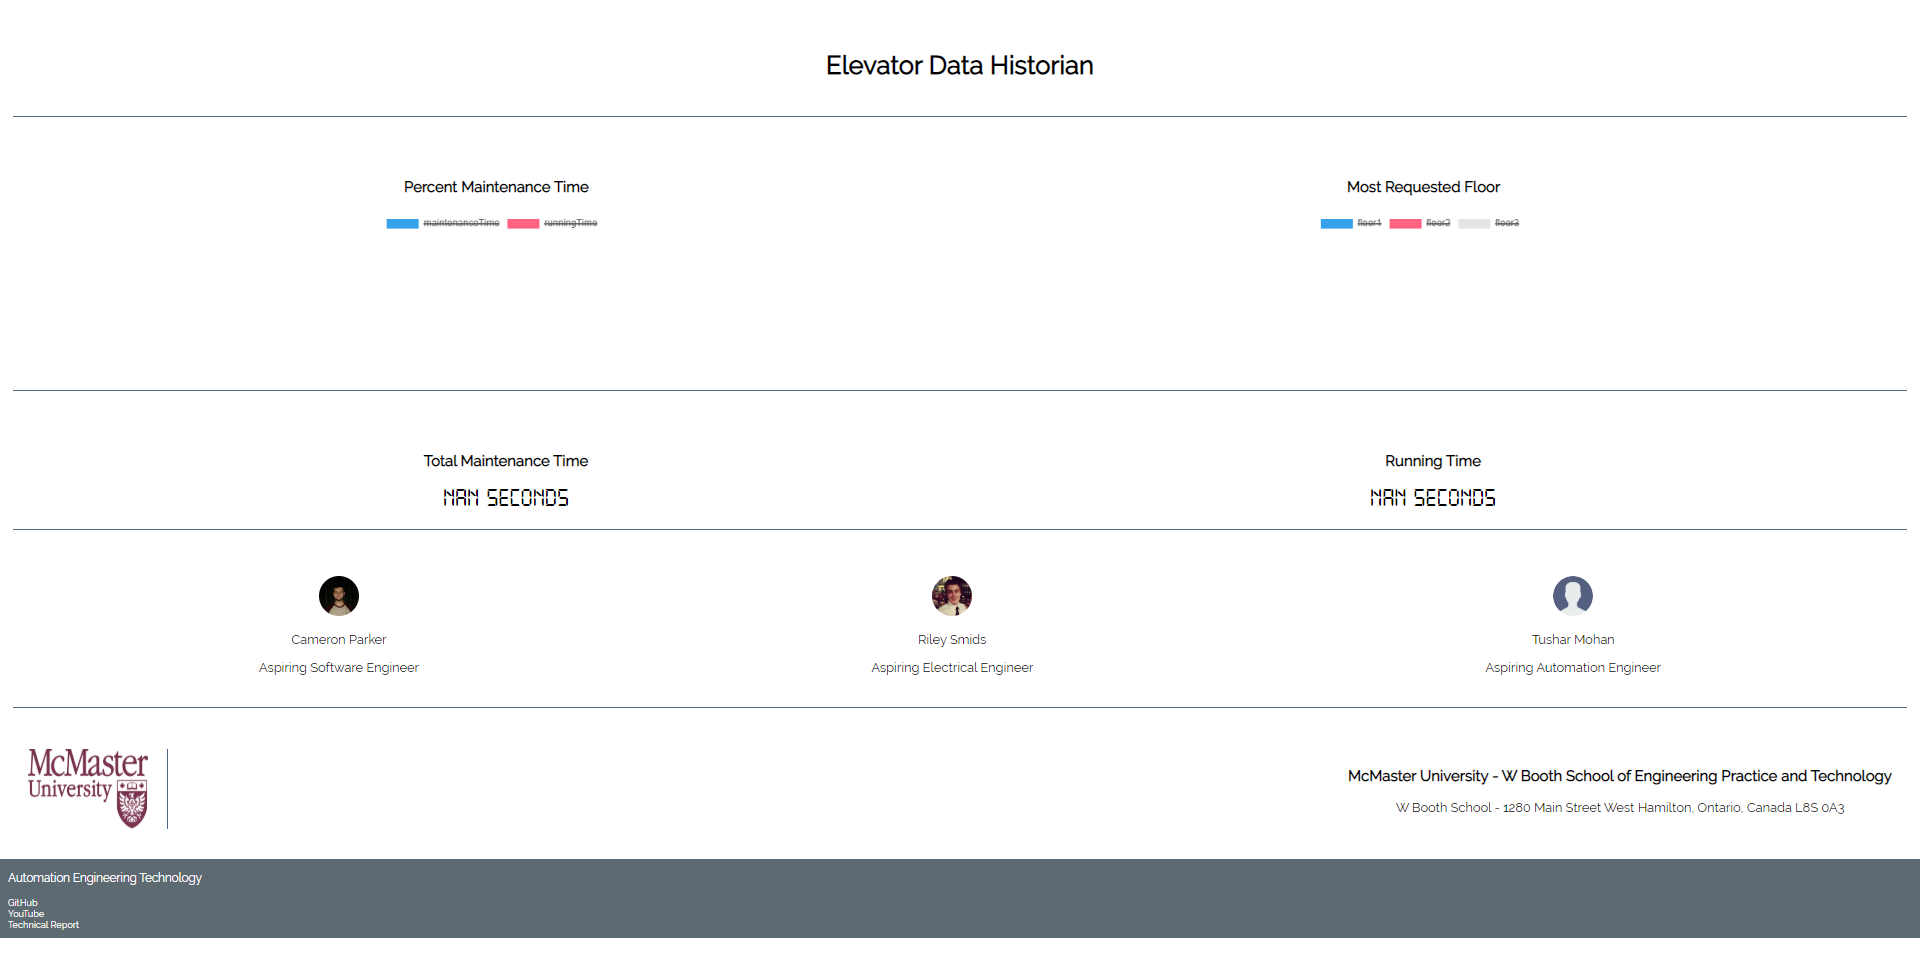 Elevator Data Historian
Percent Maintenance Time
Most Requested Floor
maintenanceTime runningTime
floor1 floor2 floor3
Total Maintenance Time
Running Time
NAN SECONDS
NAN SECONDS
Cameron Parker
Aspiring Software Engineer
Riley Smids
Aspiring Electrical Engineer
Tushar Mohan
Aspiring Automation Engineer
McMaster
University
McMaster University - W Booth School of Engineering Practice and Technology
W Booth School - 1280 Main Street West Hamilton, Ontario, Canada L8S 0A3
Automation Engineering Technology
GitHub
YouTube
Technical Report